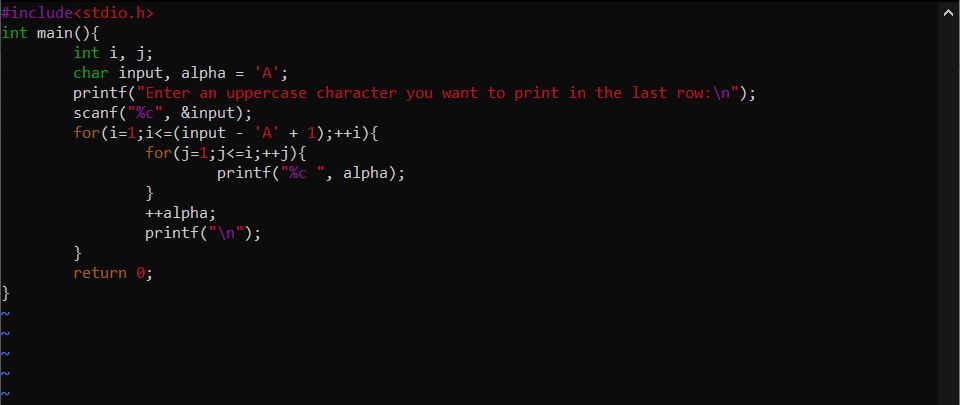 #include<stdio.h>
int main(){
        int i, j;
        char input, alpha = 'A';
        printf("Enter an uppercase character you want to print in the last row:\n");
        scanf("%c", &input);
        for(i=1;i<=(input - 'A' + 1);++i){
                for(j=1;j<=i;++j){
                        printf("%c ", alpha);
                }
                ++alpha;
                printf("\n");
        }
        return 0;
}
~
~
~
~
~